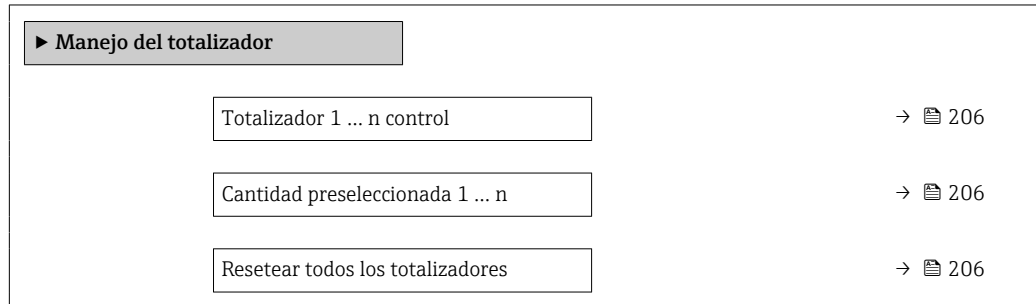 ▶ Manejo del totalizador
Totalizador 1 … n control → 206
Cantidad preseleccionada 1 … n → 206
Resetear todos los totalizadores → 206